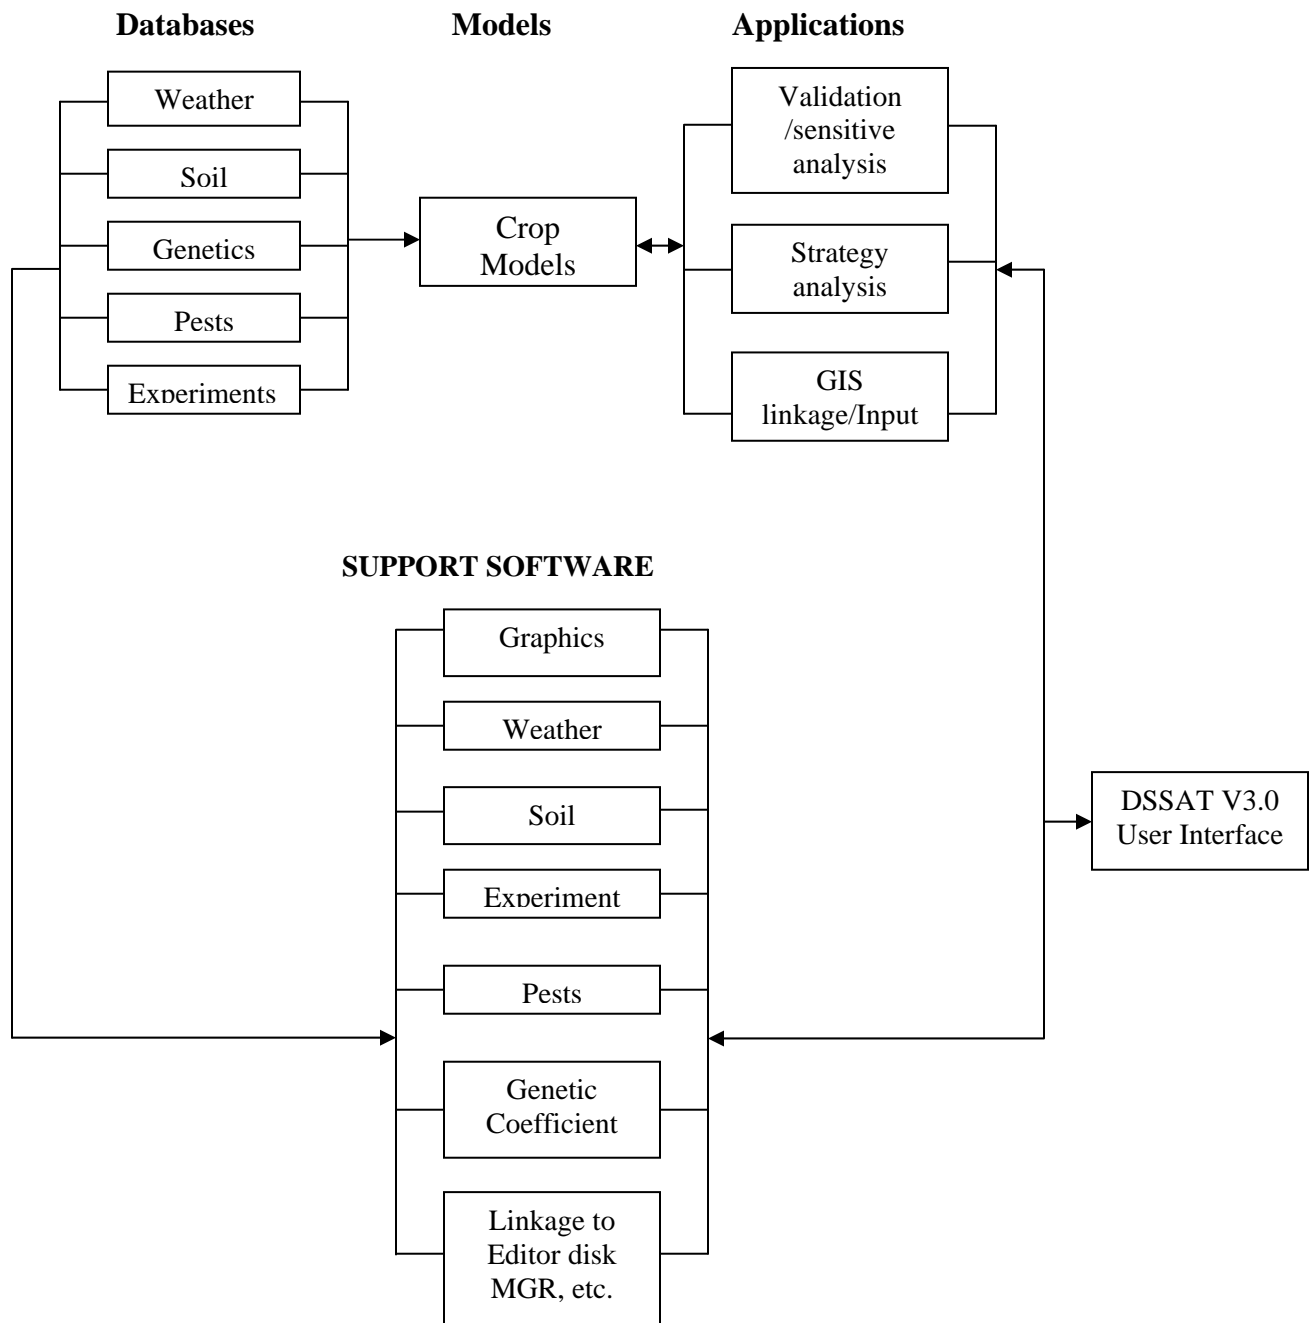 Databases
Models
Applications
Weather
Soil
Genetics
Pests
Experiments
Crop
Models
Validation
/sensitive
analysis
Strategy
analysis
GIS
linkage/Input
SUPPORT SOFTWARE
Graphics
Weather
Soil
Experiment
Pests
Genetic
Coefficient
Linkage to
Editor disk
MGR, etc.
DSSAT V3.0
User Interface